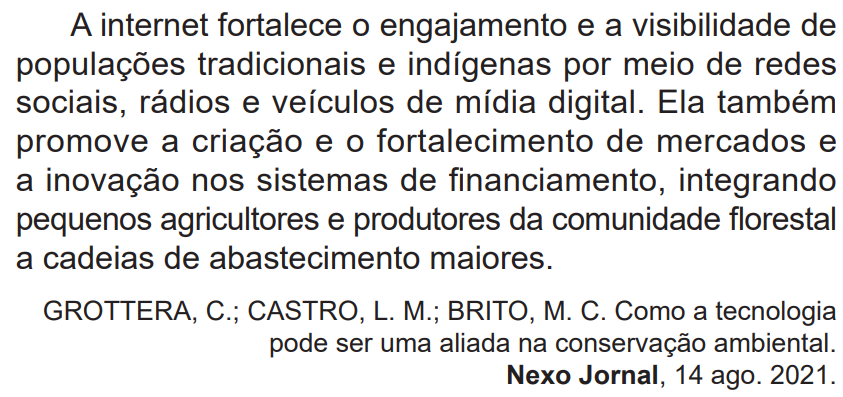 A internet fortalece o engajamento e a visibilidade de
populações tradicionais e indígenas por meio de redes
sociais, rádios e veículos de mídia digital. Ela também
promove a criação e o fortalecimento de mercados e
a inovação nos sistemas de financiamento, integrando
pequenos agricultores e produtores da comunidade florestal
a cadeias de abastecimento maiores.
GROTTERA, C.; CASTRO, L. M.; BRITO, M. C. Como a tecnologia
pode ser uma aliada na conservação ambiental.
Nexo Jornal, 14 ago. 2021.